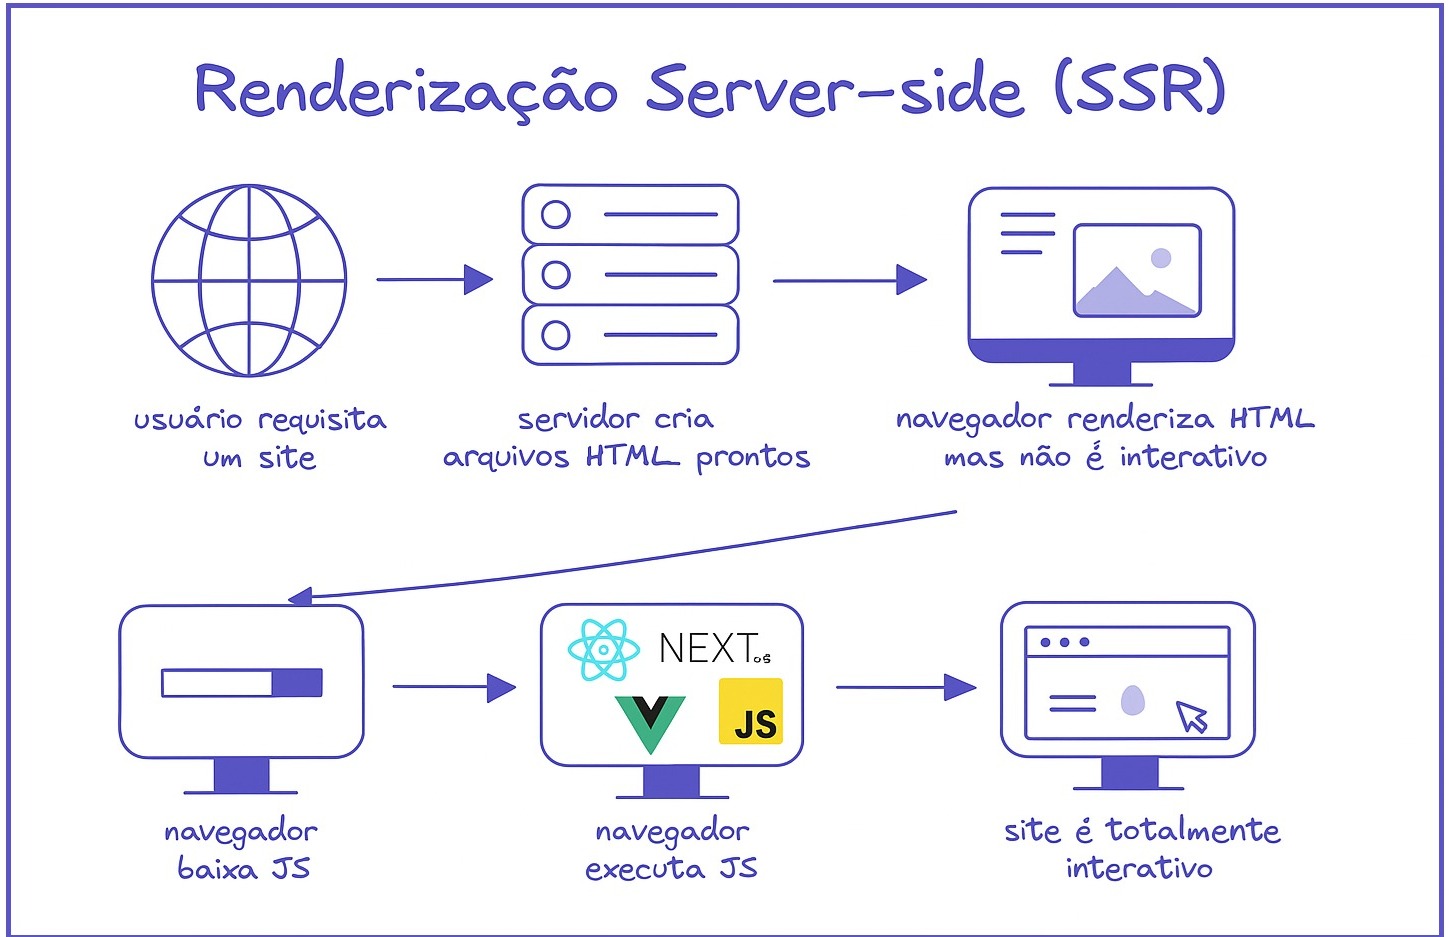 Renderização Server-side (SSR)
usuário requisita
um site
servidor cria
arquivos HTML prontos
navegador renderiza HTML
mas não é interativo
NEXT
JS
navegador
baixa JS
navegador
executa JS
site é totalmente
interativo